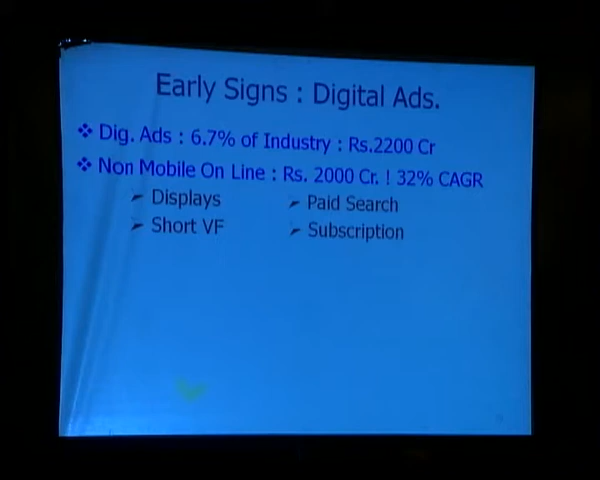 Early Signs : Digital Ads.
❖ Dig. Ads : 6.7% of Industry : Rs.2200 Cr
❖ Non Mobile On Line : Rs. 2000 Cr. ! 32% CAGR
➢ Displays ➢ Paid Search
➢ Short VF ➢ Subscription